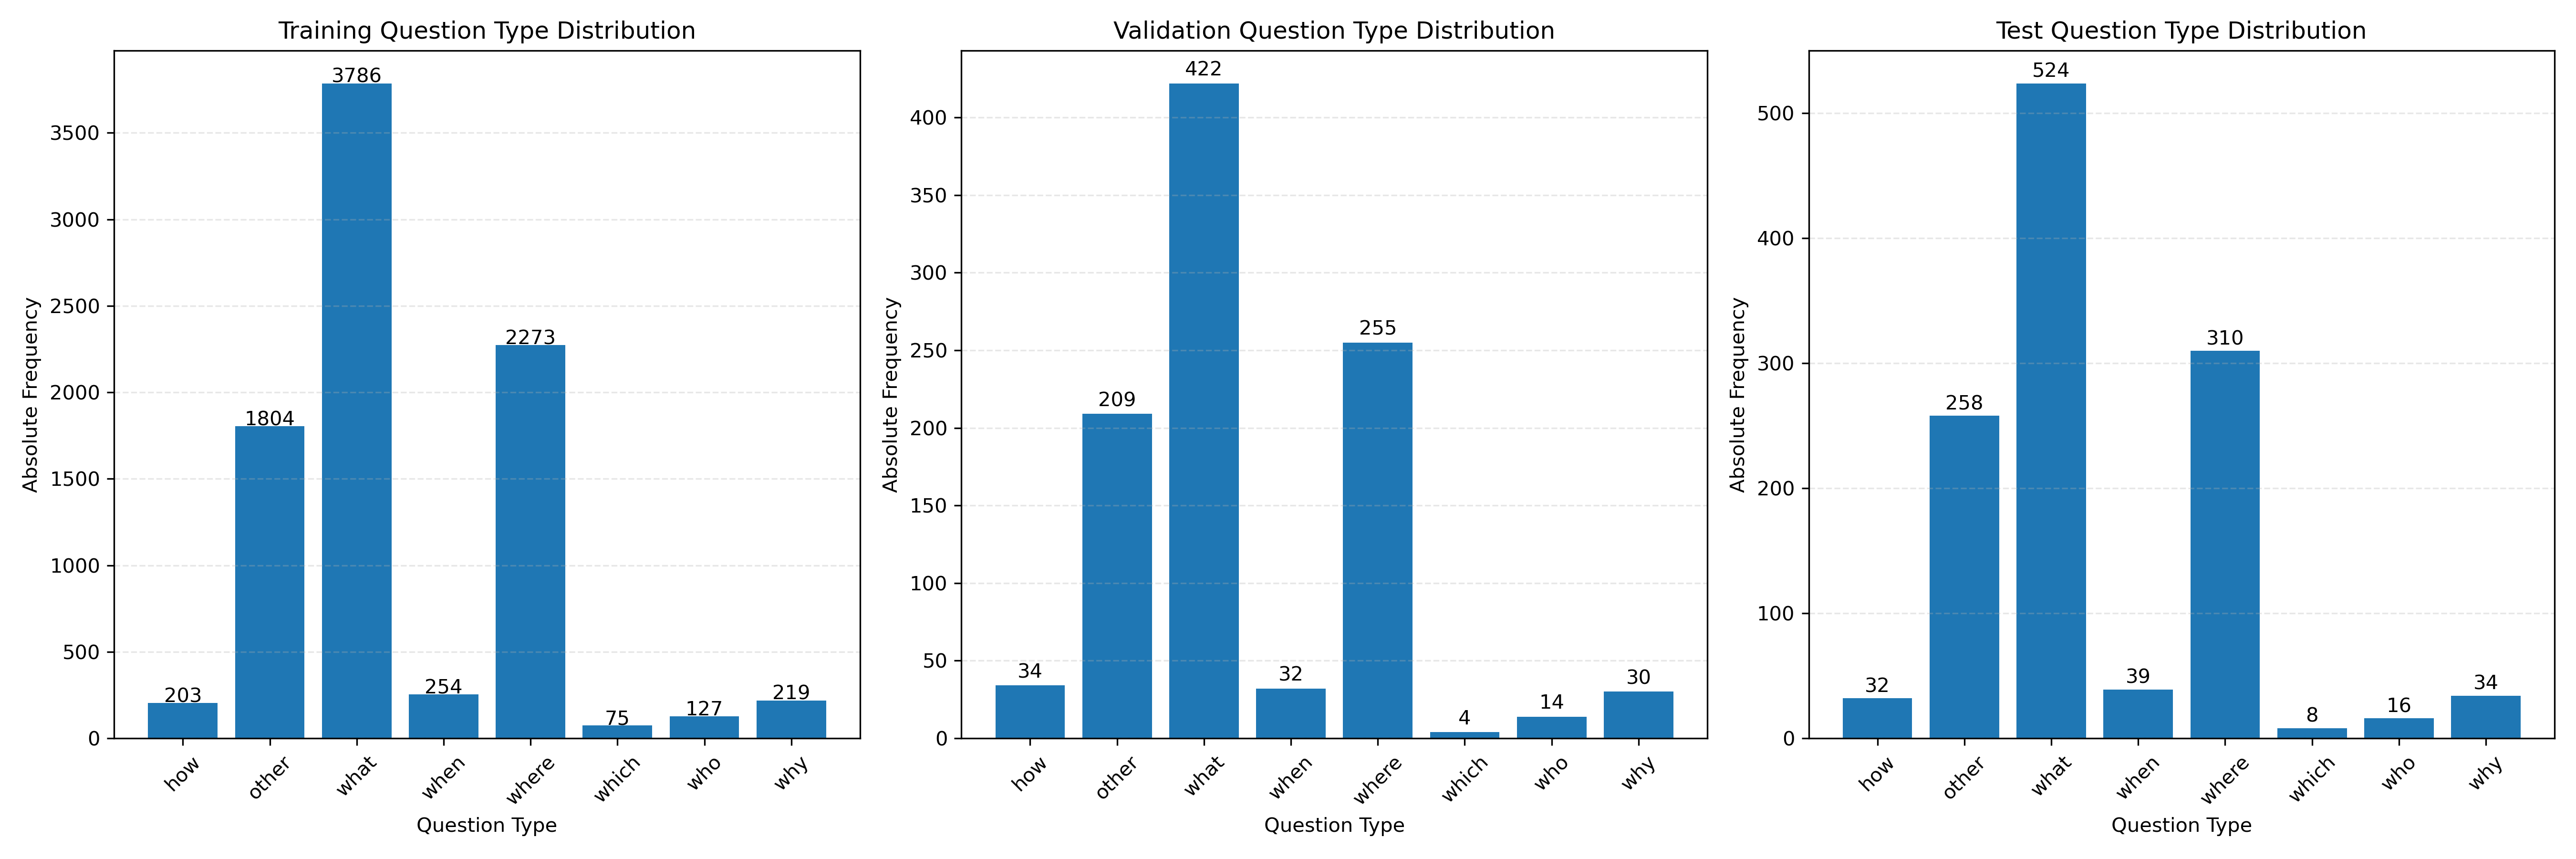 Training Question Type Distribution
Absolute Frequency
3500
3000
2500
2000
1500
1000
500
0
203
1804
3786
254
2273
75
127
219
how
other
what
when
where
which
who
why
Question Type
Validation Question Type Distribution
Absolute Frequency
400
350
300
250
200
150
100
50
0
34
209
422
32
255
4
14
30
how
other
what
when
where
which
who
why
Question Type
Test Question Type Distribution
Absolute Frequency
500
400
300
200
100
0
32
258
524
39
310
8
16
34
how
other
what
when
where
which
who
why
Question Type